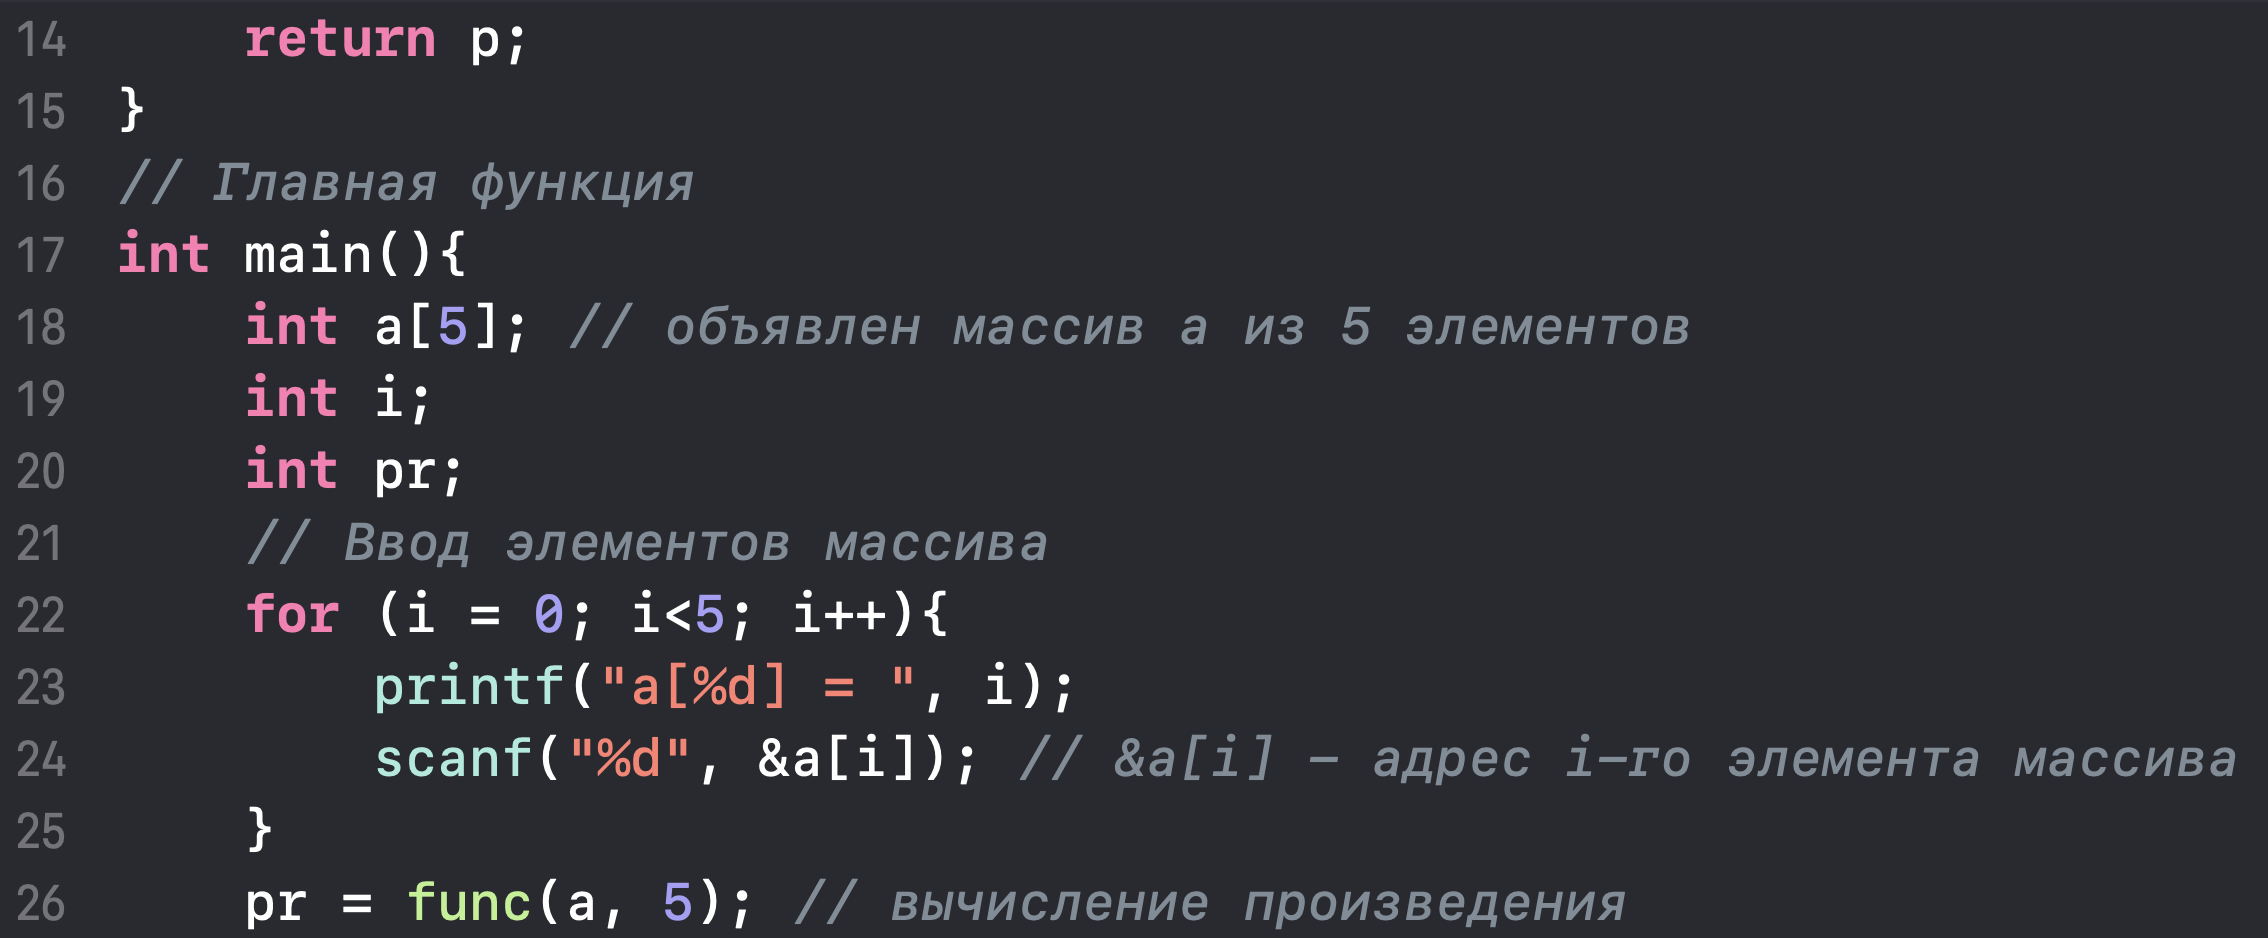 14 return p;
15 }
16 // Главная функция
17 int main(){
18 int a[5]; // объявлен массив a из 5 элементов
19 int i;
20 int pr;
21 // Ввод элементов массива
22 for (i = 0; i<5; i++){
23 printf("a[%d] = ", i);
24 scanf("%d", &a[i]); // &a[i] – адрес i–го элемента массива
25 }
26 pr = func(a, 5); // вычисление произведения